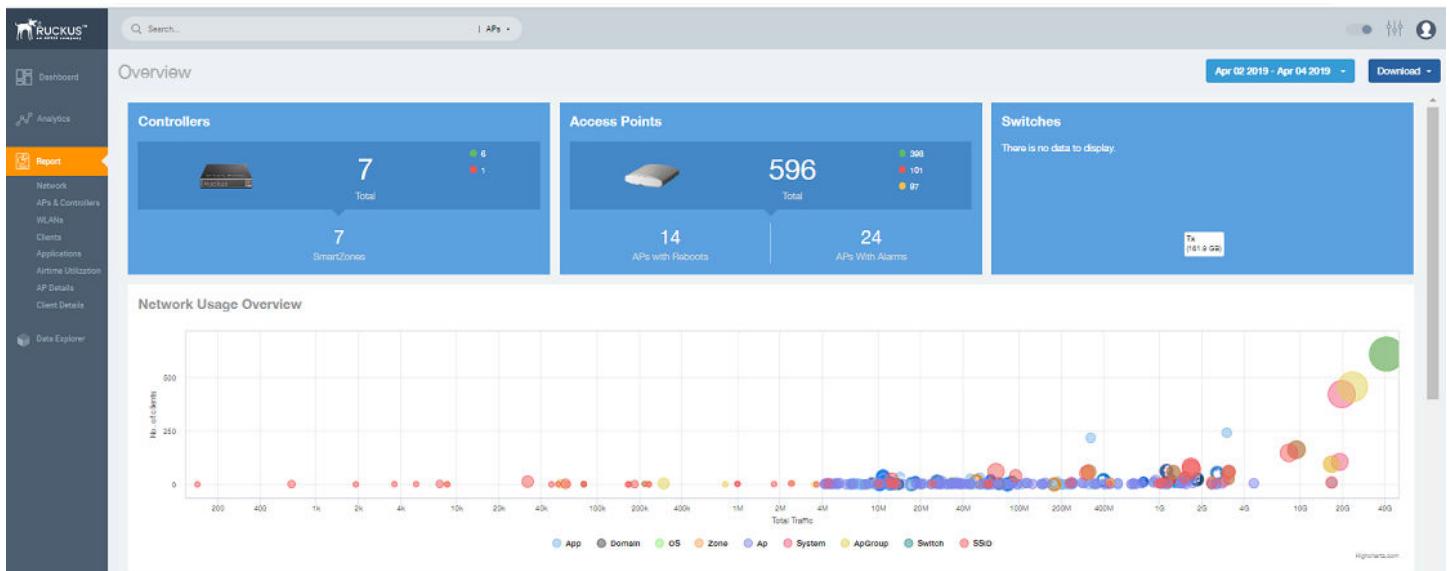 RUCKUS™
Search...
| APs
Dashboard
Analytics
Report
Network
APs & Controllers
WLANs
Clients
Applications
Airtime Utilization
AP Details
Client Details
Data Explorer
Overview
Apr 02 2019 - Apr 04 2019
Download
Controllers
7
Total
6
1
7
SmartZones
Access Points
596
Total
398
101
97
14
APs with Reboots
24
APs With Alarms
Switches
There is no data to display.
Tx
(161.9 GB)
Network Usage Overview
No. of clients
500
250
0
200 400 1k 2k 4k 10k 20k 40k 100k 200k 400k 1M 2M 4M 10M 20M 40M 100M 200M 400M 1G 2G 4G 10G 20G 40G
Total Traffic
App Domain OS Zone Ap System ApGroup Switch SSID
Highcharts.com